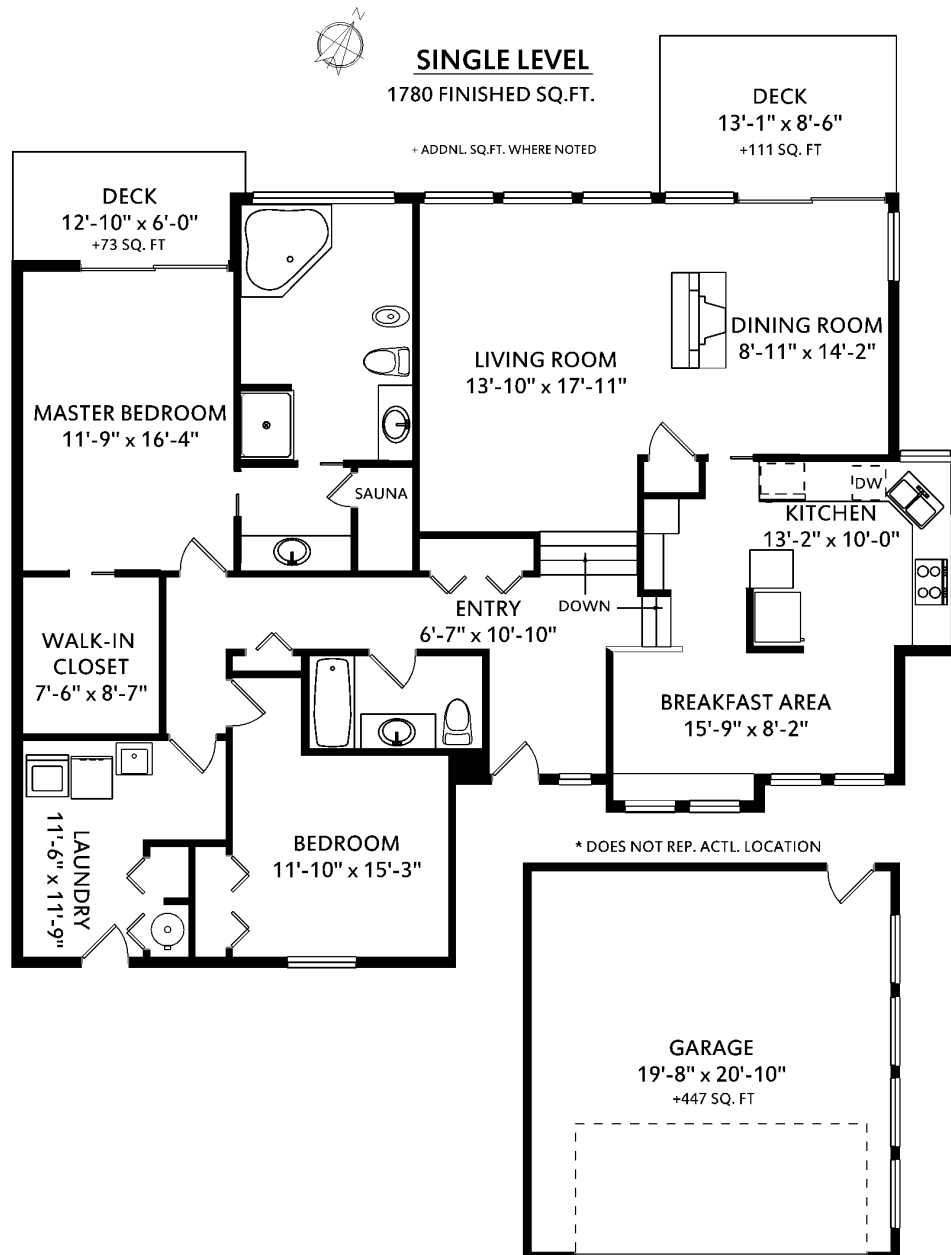 N
SINGLE LEVEL
1780 FINISHED SQ.FT.
+ ADDNL. SQ.FT. WHERE NOTED
DECK
13'-1" x 8'-6"
+111 SQ. FT
DECK
12'-10" x 6'-0"
+73 SQ. FT
DINING ROOM
8'-11" x 14'-2"
LIVING ROOM
13'-10" x 17'-11"
MASTER BEDROOM
11'-9" x 16'-4"
SAUNA
DW
KITCHEN
13'-2" x 10'-0"
ENTRY
6'-7" x 10'-10"
DOWN
WALK-IN
CLOSET
7'-6" x 8'-7"
BREAKFAST AREA
15'-9" x 8'-2"
LAUNDRY
11'-6" x 11'-9"
BEDROOM
11'-10" x 15'-3"
* DOES NOT REP. ACTL. LOCATION
GARAGE
19'-8" x 20'-10"
+447 SQ. FT